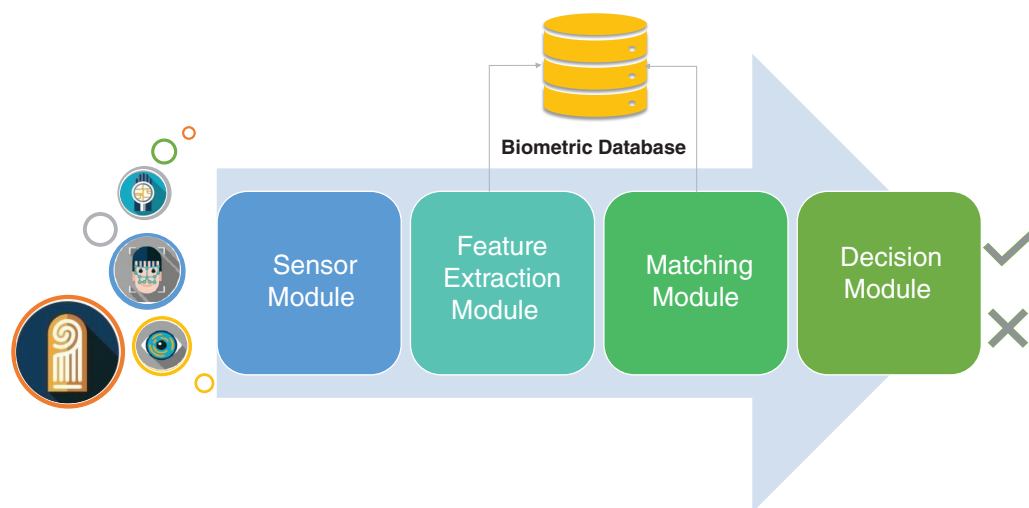 Biometric Database
Sensor
Module
Feature
Extraction
Module
Matching
Module
Decision
Module